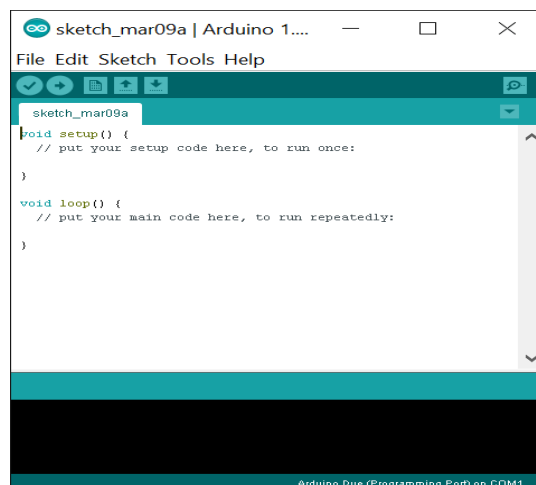 sketch_mar09a | Arduino 1....
File Edit Sketch Tools Help
sketch_mar09a
void setup() {
// put your setup code here, to run once:
}
void loop() {
// put your main code here, to run repeatedly:
}
Arduino Due (Programming Port) on COM1